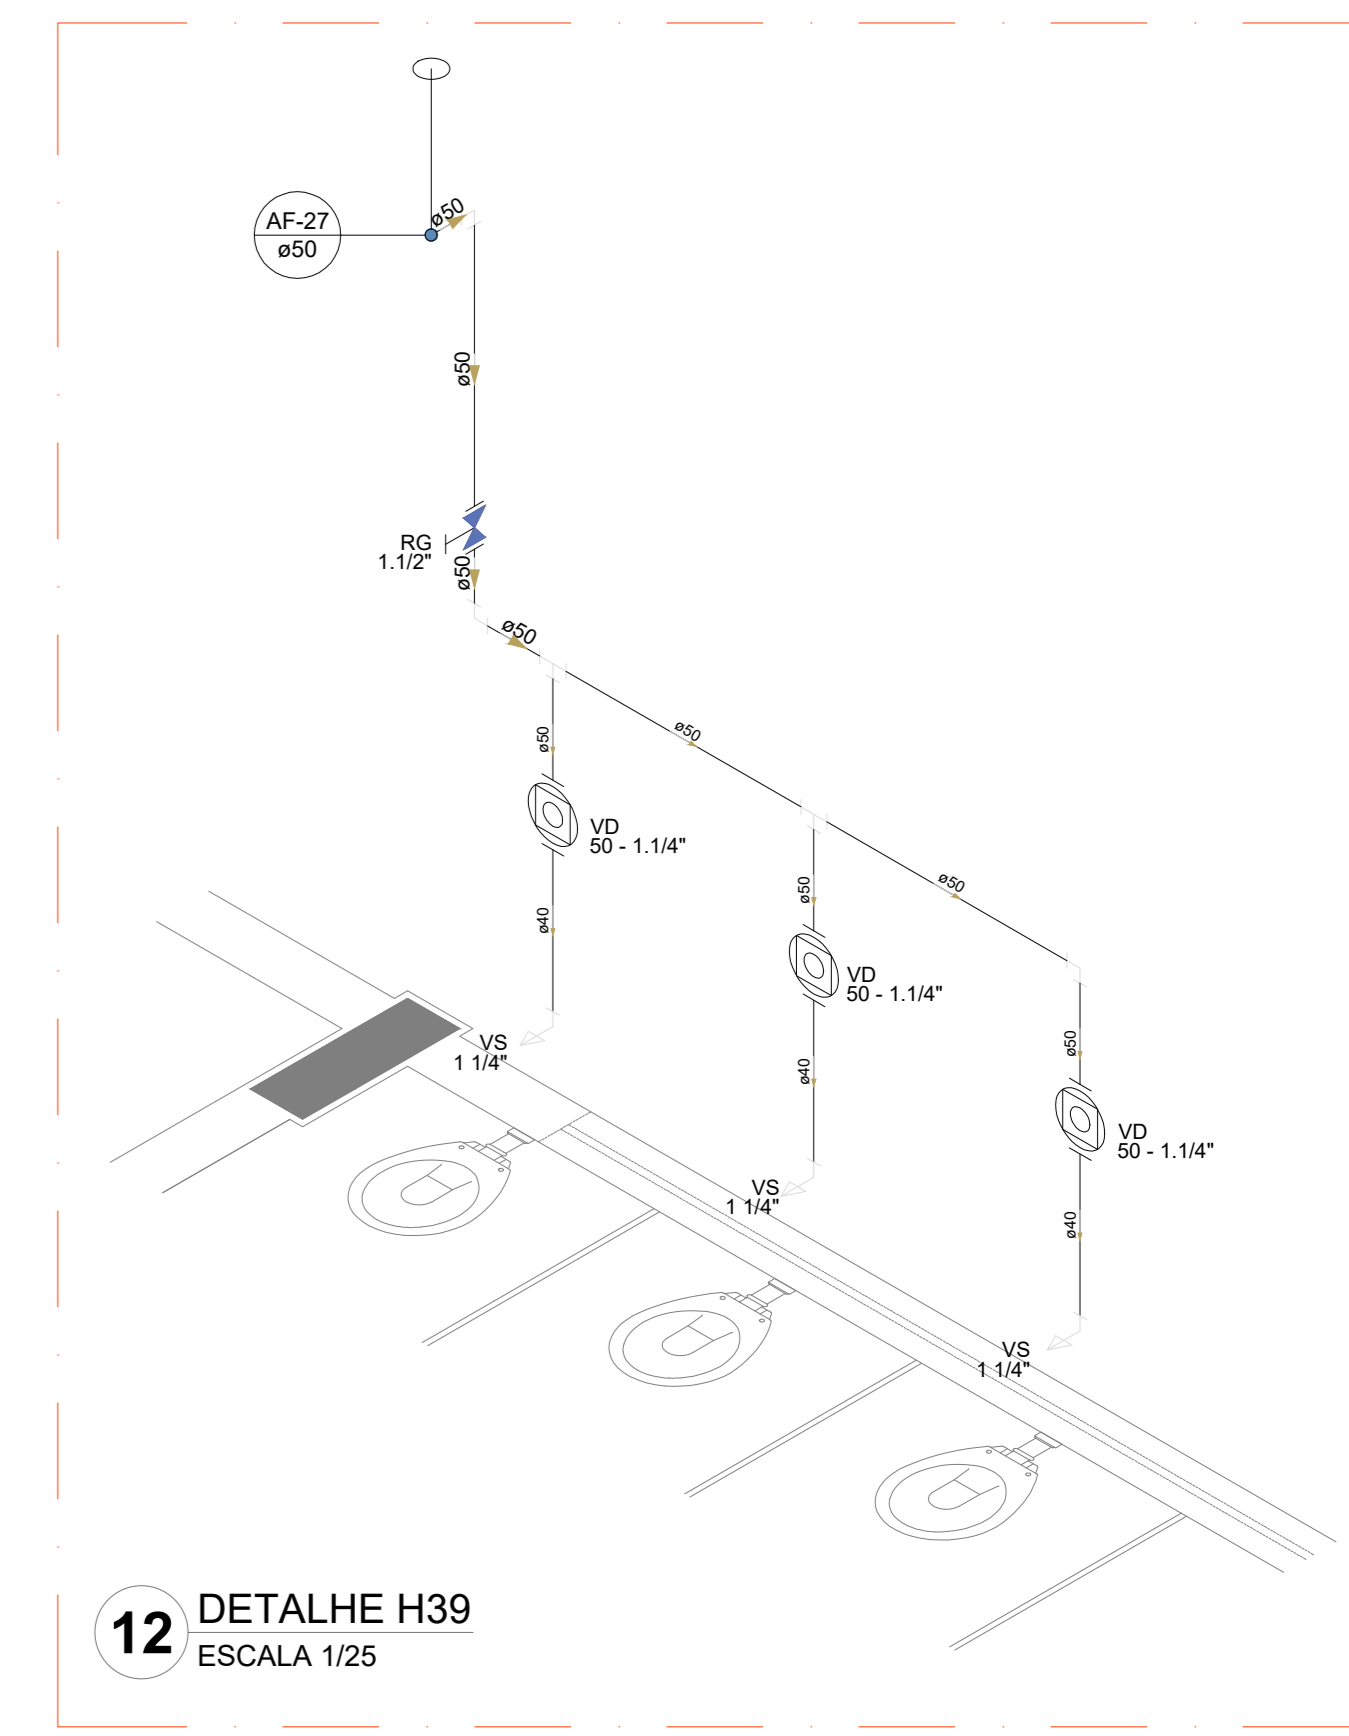 ø50
AF-27
ø50
ø50
RG
1.1/2"
ø50
ø50
ø50
ø50
VD
50 - 1.1/4"
ø50
ø50
ø40
VD
50 - 1.1/4"
VS
1 1/4"
ø50
ø40
VD
50 - 1.1/4"
VS
1 1/4"
ø40
VS
1 1/4"
12
DETALHE H39
ESCALA 1/25